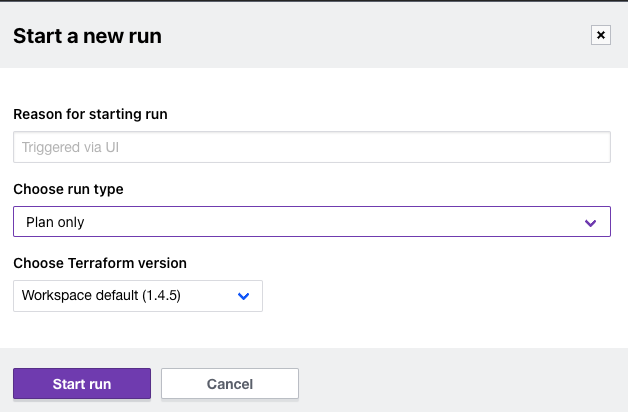 Start a new run
Reason for starting run
Triggered via UI
Choose run type
Plan only
Choose Terraform version
Workspace default (1.4.5)
Start run
Cancel